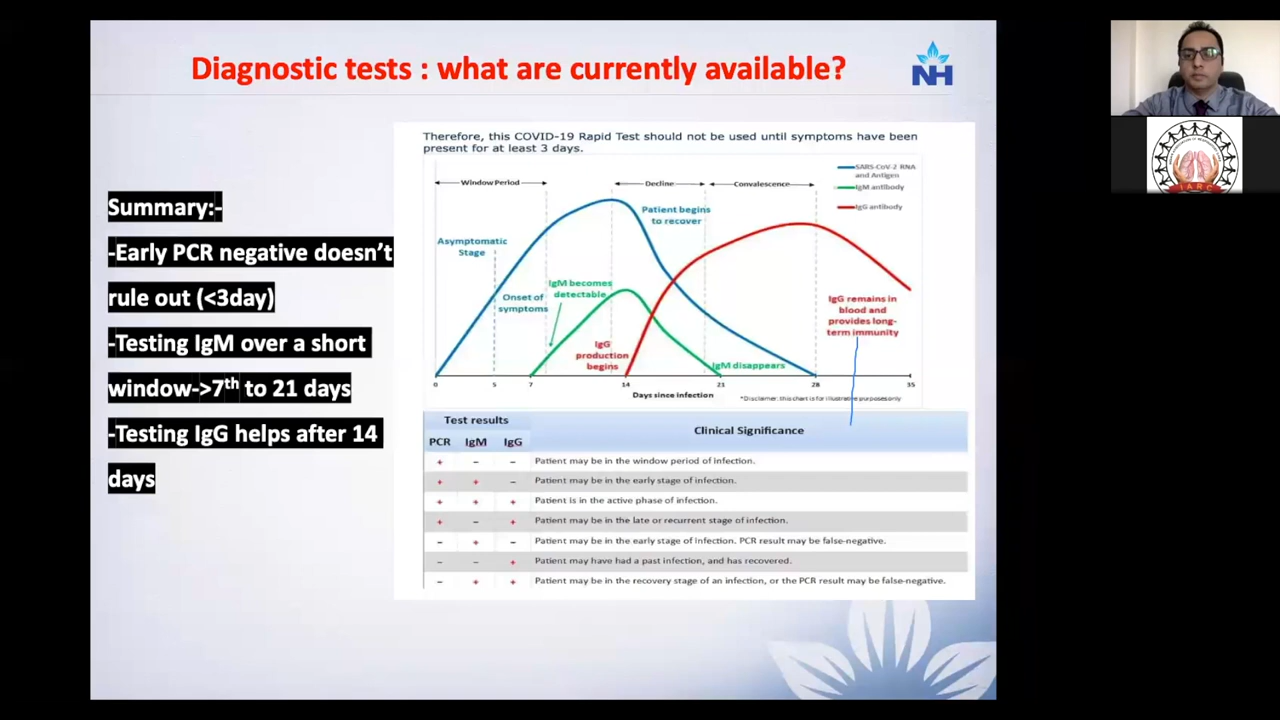 Diagnostic tests : what are currently available?
NH
Therefore, this COVID-19 Rapid Test should not be used until symptoms have been
present for at least 3 days.
Summary:-
-Early PCR negative doesn't
rule out (<3day)
-Testing IgM over a short
window->7th to 21 days
-Testing IgG helps after 14
days
Window Period
Decline
Convalescence
SARS-CoV-2 RNA
and Antigen
IgM antibody
IgG antibody
Patient begins
to recover
Asymptomatic
Stage
Onset of
symptoms
IgM becomes
detectable
IgG
production
begins
IgM disappears
IgG remains in
blood and
provides long-
term immunity
0 5 7 14 21 28 35
Days since infection
*Disclaimer: this chart is for illustrative purposes only
Test results
Clinical Significance
PCR IgM IgG
+ - - Patient may be in the window period of infection.
+ + - Patient may be in the early stage of infection.
+ + + Patient is in the active phase of infection.
+ - + Patient may be in the late or recurrent stage of infection.
- + - Patient may be in the early stage of infection. PCR result may be false-negative.
- - + Patient may have had a past infection, and has recovered.
- + + Patient may be in the recovery stage of an infection, or the PCR result may be false-negative.
IARC